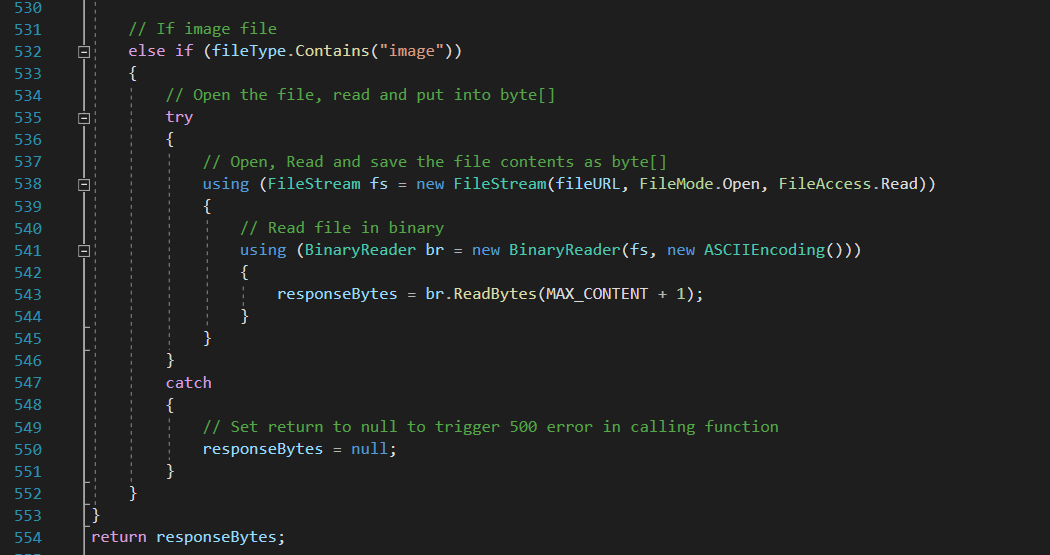 530
531 // If image file
532 else if (fileType.Contains("image"))
533 {
534 // Open the file, read and put into byte[]
535 try
536 {
537 // Open, Read and save the file contents as byte[]
538 using (FileStream fs = new FileStream(fileURL, FileMode.Open, FileAccess.Read))
539 {
540 // Read file in binary
541 using (BinaryReader br = new BinaryReader(fs, new ASCIIEncoding()))
542 {
543 responseBytes = br.ReadBytes(MAX_CONTENT + 1);
544 }
545 }
546 }
547 catch
548 {
549 // Set return to null to trigger 500 error in calling function
550 responseBytes = null;
551 }
552 }
553 }
554 return responseBytes;